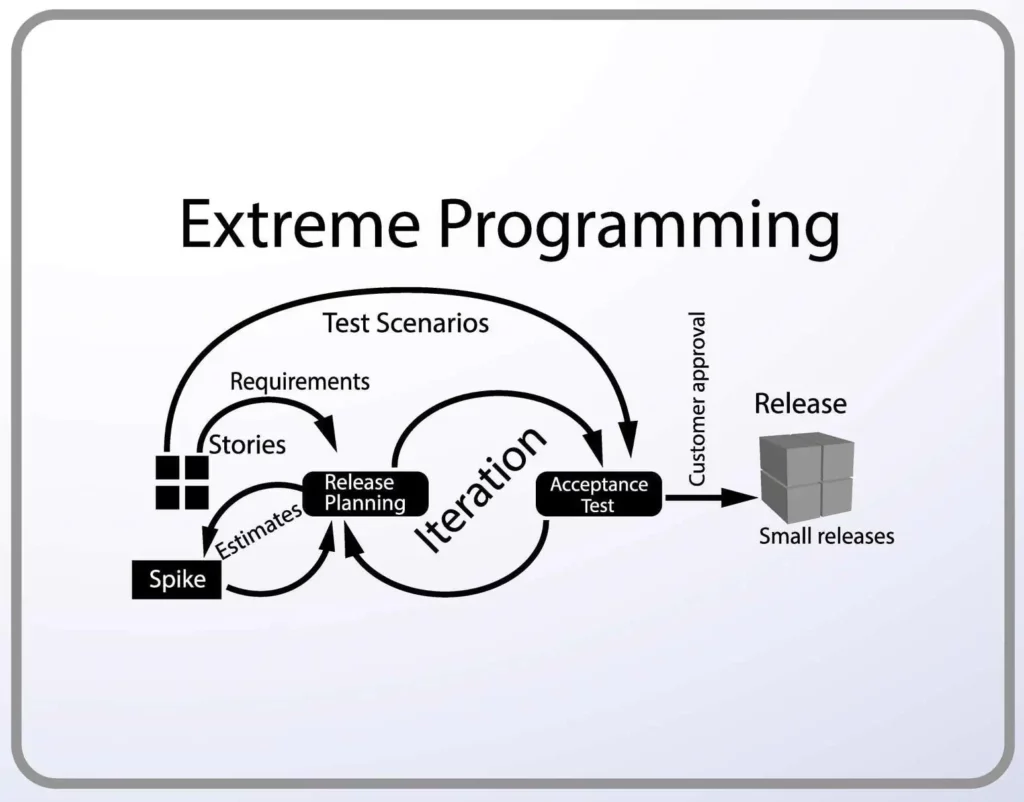 Extreme Programming
Test Scenarios
Requirements
Stories
Release
Planning
Estimates
Spike
Iteration
Acceptance
Test
Customer approval
Release
Small releases